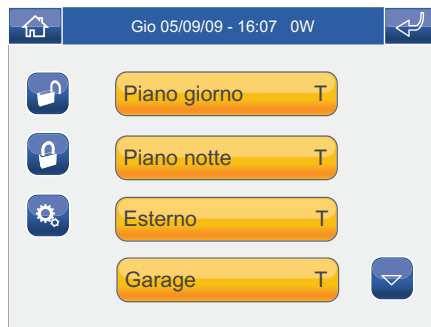 Gio 05/09/09 - 16:07 0W
Piano giorno T
Piano notte T
Esterno T
Garage T